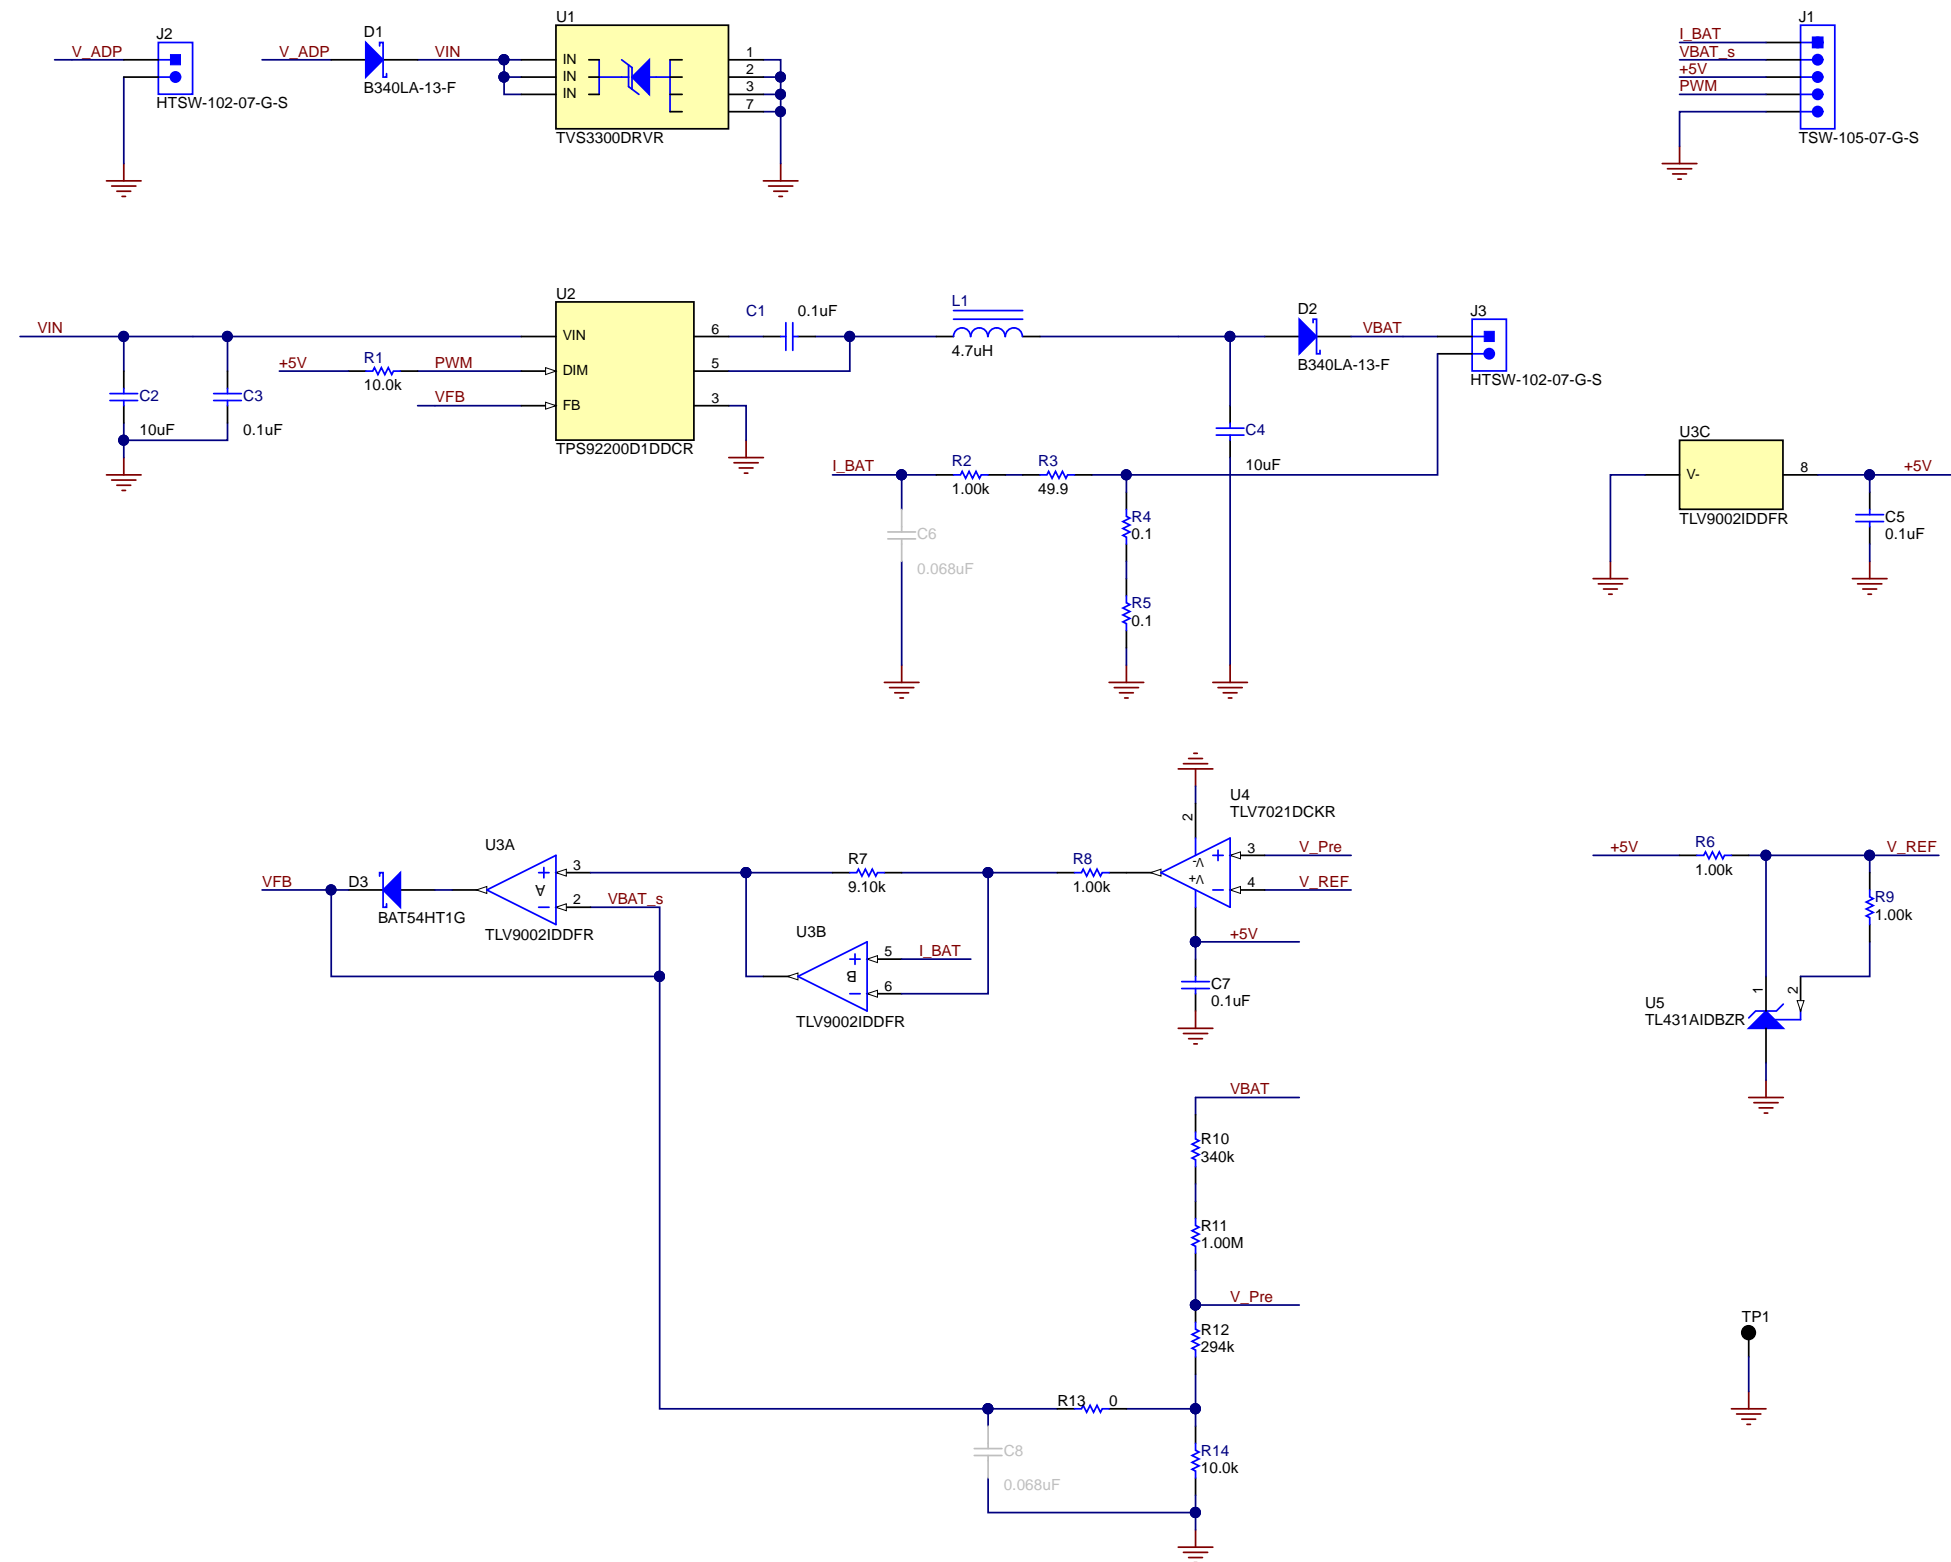 J2
V_ADP
HTSW-102-07-G-S
V_ADP
D1
B340LA-13-F
VIN
U1
IN
IN
IN
1
2
3
7
TVS3300DRVR
J1
I_BAT
VBAT_s
+5V
PWM
TSW-105-07-G-S
VIN
C2
10uF
C3
0.1uF
+5V
R1
10.0k
PWM
VFB
U2
VIN
DIM
FB
6
5
3
TPS92200D1DDCR
C1
0.1uF
L1
4.7uH
D2
B340LA-13-F
VBAT
J3
HTSW-102-07-G-S
C4
10uF
I_BAT
R2
1.00k
R3
49.9
C6
0.068uF
R4
0.1
R5
0.1
U3C
V-
8
+5V
TLV9002IDDFR
C5
0.1uF
VFB
D3
BAT54HT1G
U3A
A
3
2
TLV9002IDDFR
VBAT_s
R7
9.10k
U3B
B
5
6
I_BAT
TLV9002IDDFR
R8
1.00k
U4
TLV7021DCKR
2
V-
V+
3
4
V_Pre
V_REF
+5V
C7
0.1uF
+5V
R6
1.00k
V_REF
R9
1.00k
1
2
U5
TL431AIDBZR
VBAT
R10
340k
R11
1.00M
V_Pre
R12
294k
R13
0
C8
0.068uF
R14
10.0k
TP1